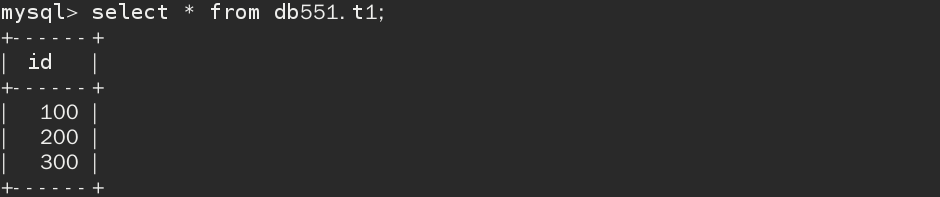 mysql> select * from db551.t1;
+------+
| id   |
+------+
|  100 |
|  200 |
|  300 |
+------+